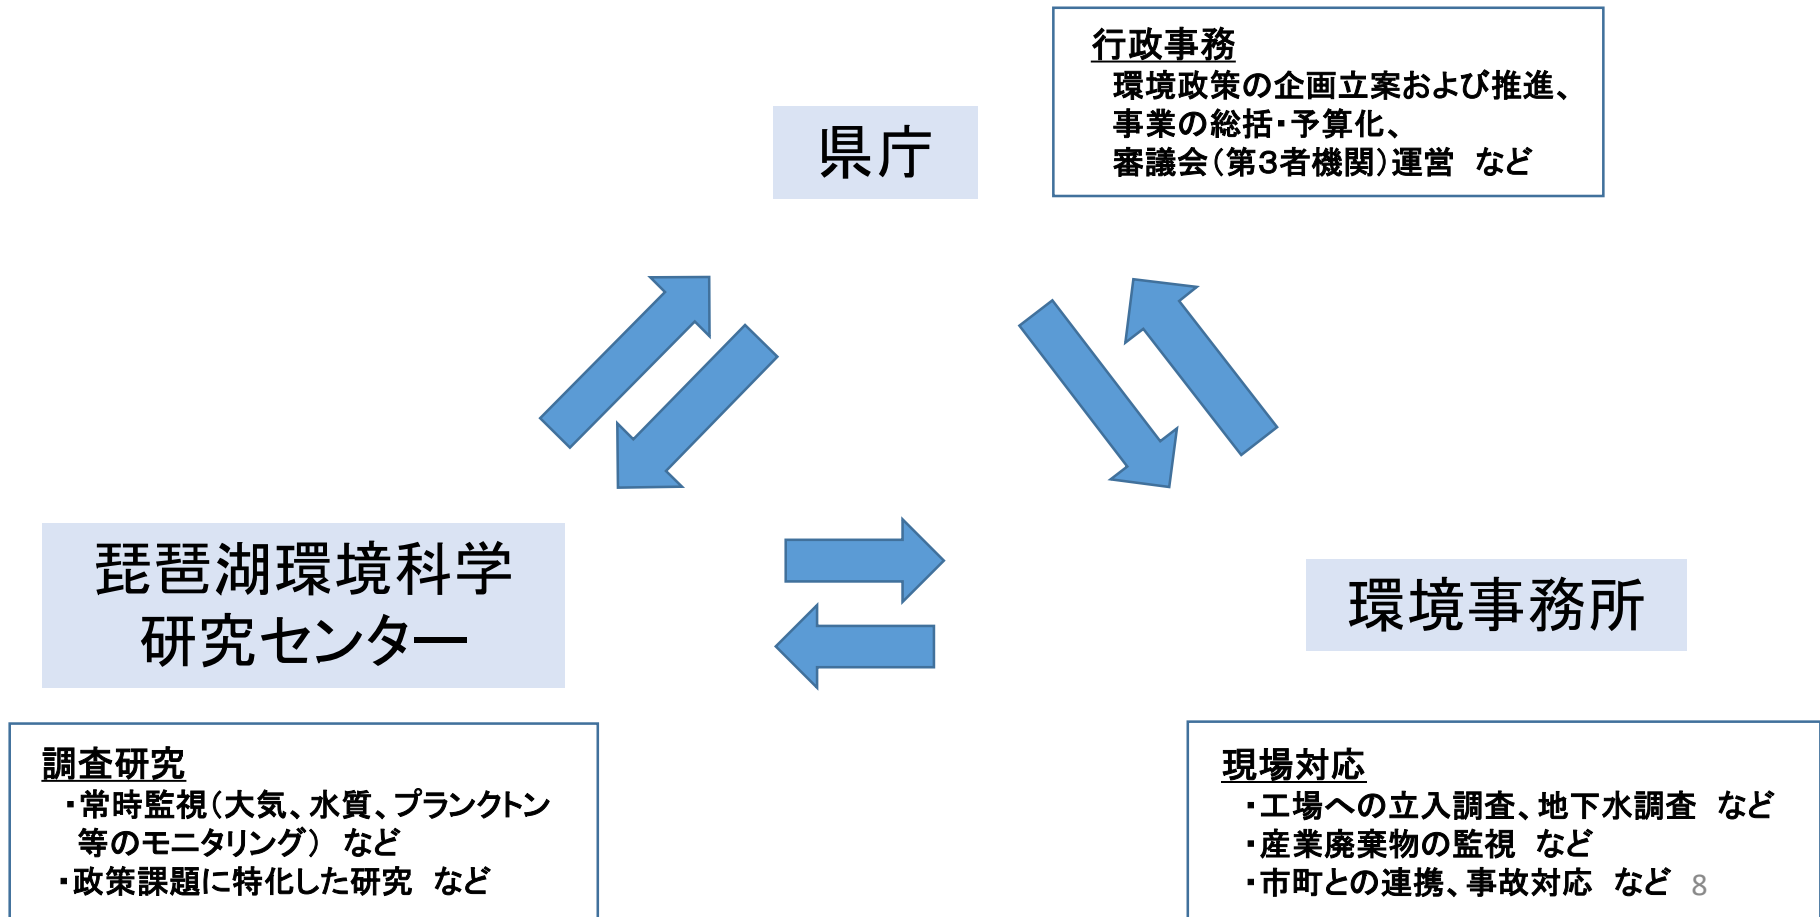 行政事務
環境政策の企画立案および推進、
事業の総括・予算化、
審議会(第3者機関)運営 など
県庁
琵琶湖環境科学
研究センター
環境事務所
調査研究
・常時監視(大気、水質、プランクトン
等のモニタリング) など
・政策課題に特化した研究 など
現場対応
・工場への立入調査、地下水調査 など
・産業廃棄物の監視 など
・市町との連携、事故対応 など
8